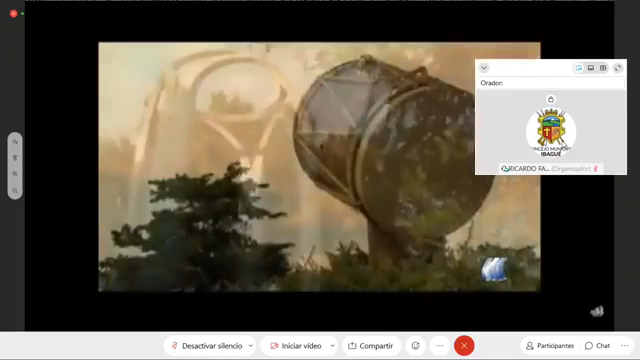 Orador:
CONCEJO MUNICIPAL
IBAGUÉ
RICARDO FA... (Organizador)
Desactivar silencio
Iniciar vídeo
Compartir
Participantes
Chat